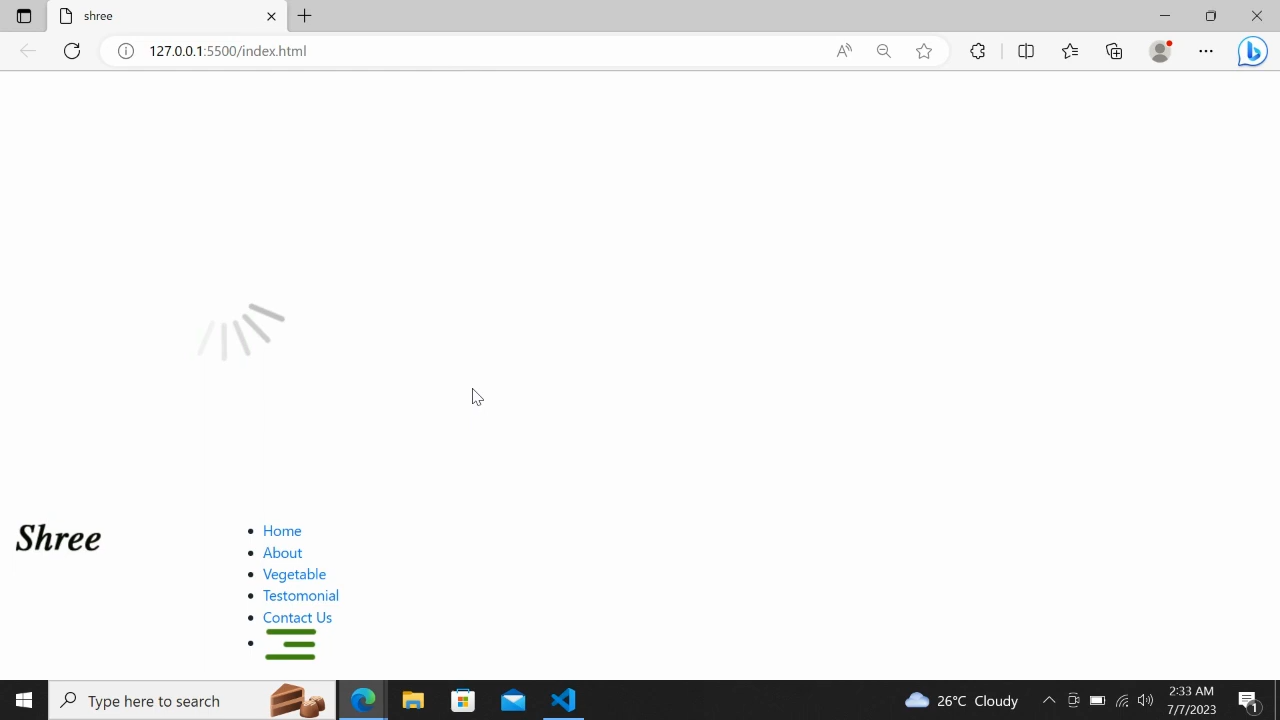 shree
127.0.0.1:5500/index.html
Shree
Home
About
Vegetable
Testomonial
Contact Us
Type here to search
26°C Cloudy
2:33 AM
7/7/2023
1